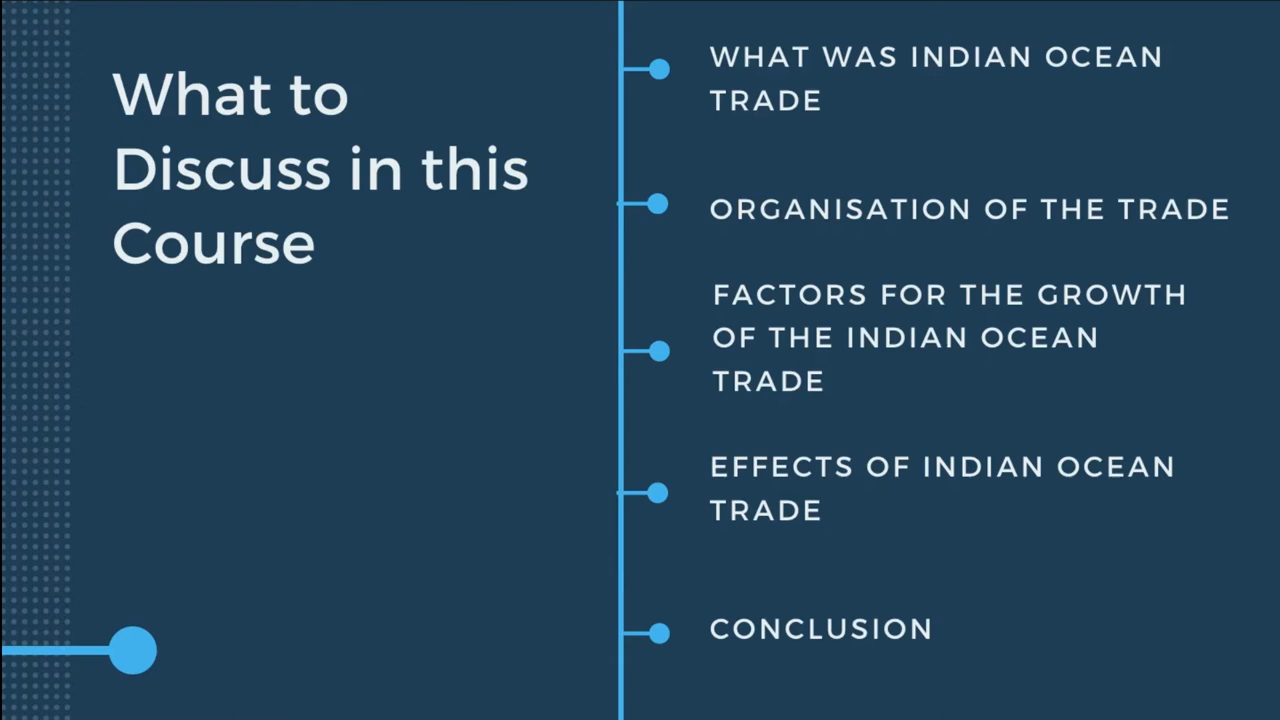 What to
Discuss in this
Course
WHAT WAS INDIAN OCEAN
TRADE
ORGANISATION OF THE TRADE
FACTORS FOR THE GROWTH
OF THE INDIAN OCEAN
TRADE
EFFECTS OF INDIAN OCEAN
TRADE
CONCLUSION